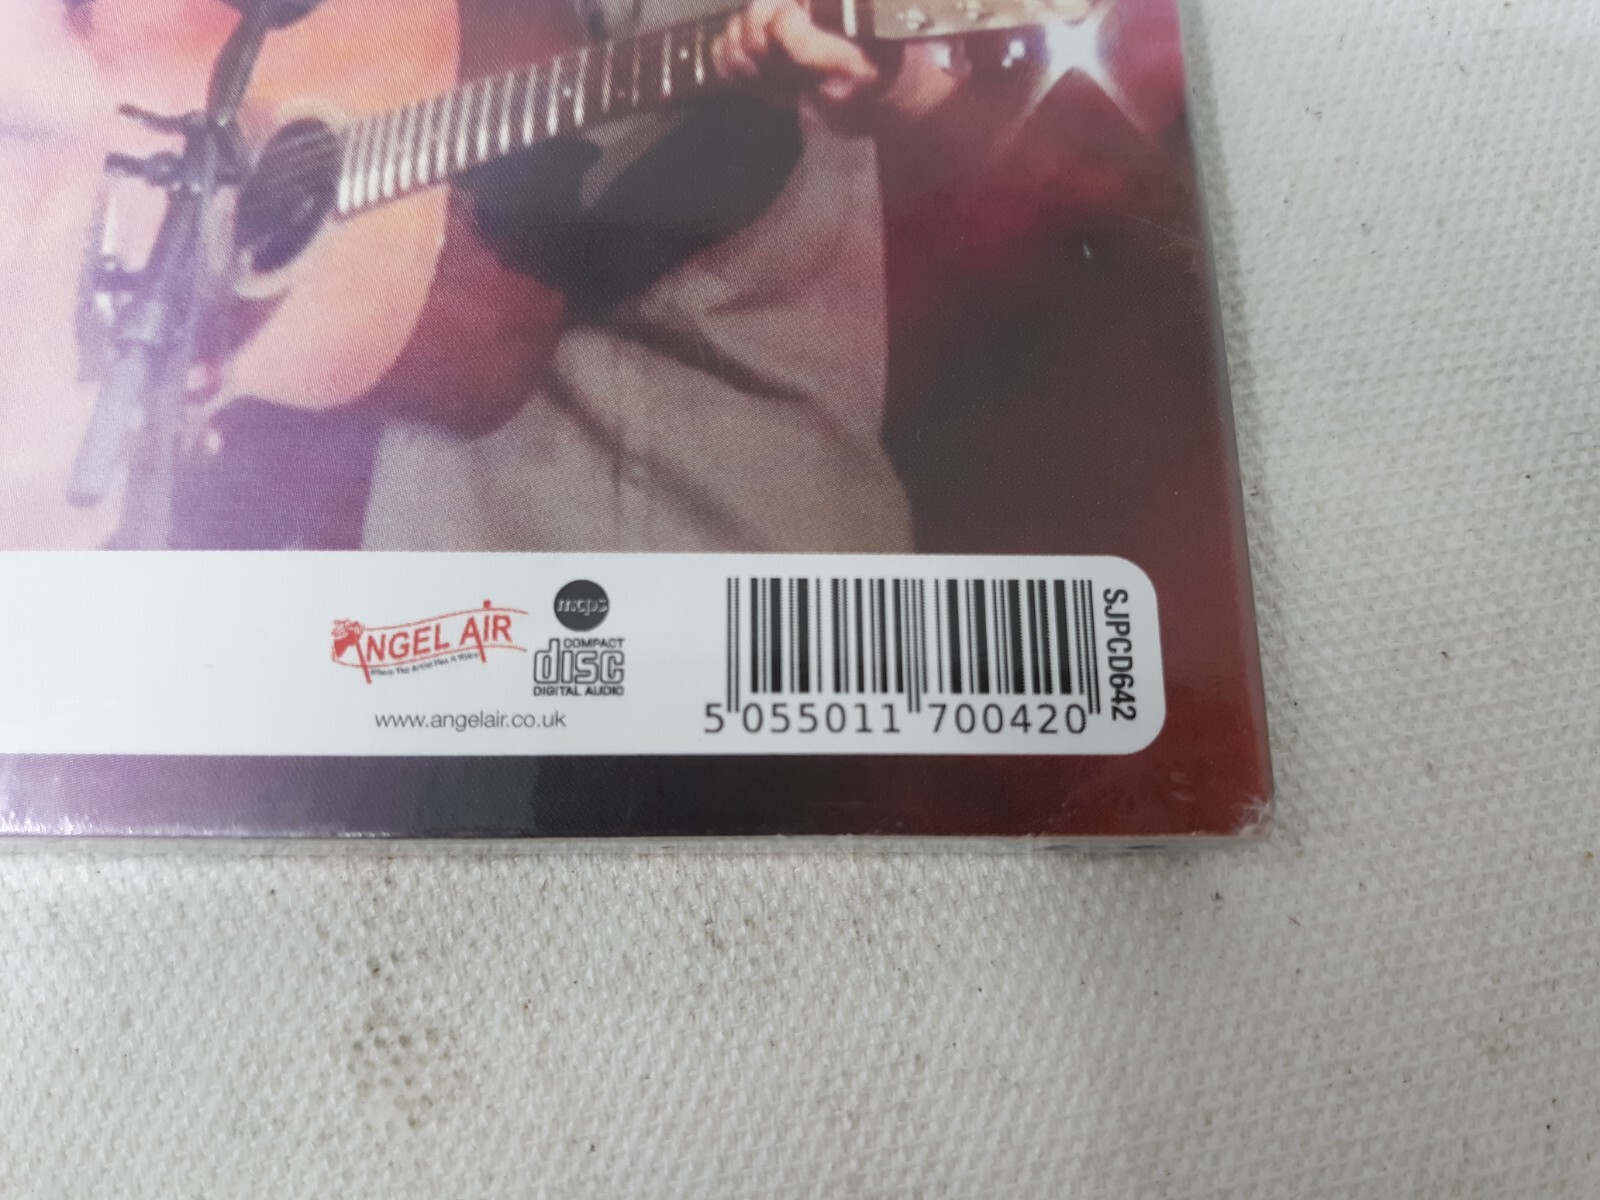 ANGEL AIR
Where The Artist Has A Voice
www.angelair.co.uk
mcps
COMPACT
disc
DIGITAL AUDIO
5 055011 700420
SJPCD642